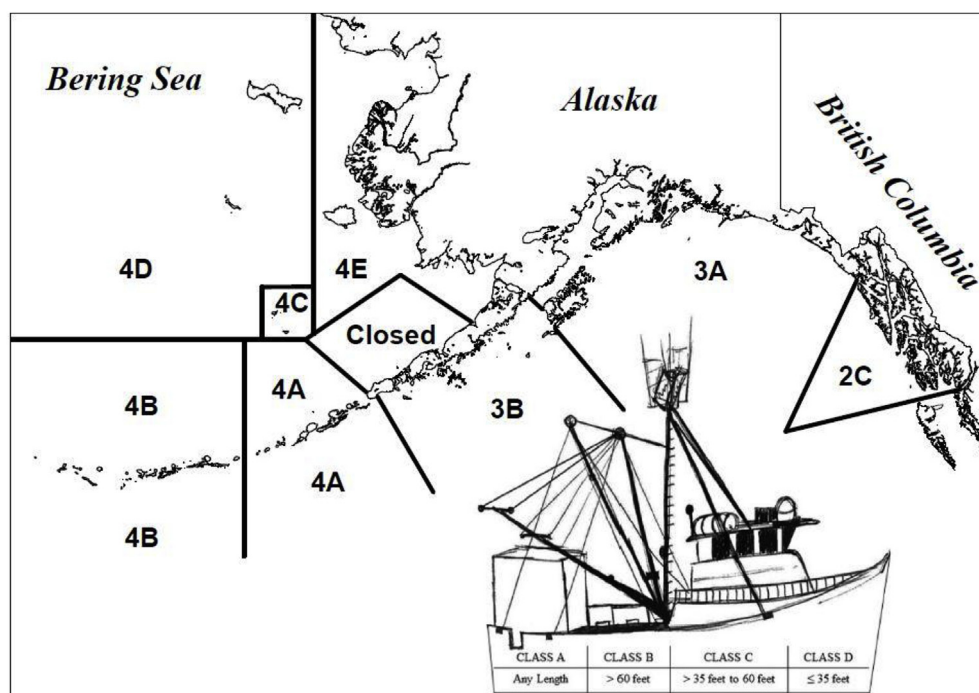 Bering Sea
Alaska
British Columbia
4D
4C
4E
Closed
3A
2C
4B
4A
3B
4A
4B
CLASS A CLASS B CLASS C CLASS D
Any Length > 60 feet > 35 feet to 60 feet ≤ 35 feet